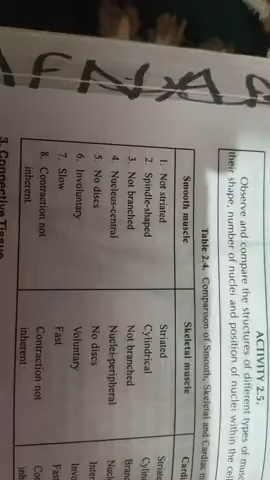 ACTIVITY 2.5.
Observe and compare the structures of different types of
their shape, number of nuclei and position of nuclei within the
Table 2.4. Comparison of Smooth, Skeletal and Cardiac
Smooth muscle Skeletal muscle
1. Not striated Striated
2 Spindle-shaped Cylindrical
3. Not branched Not branched
4. Nucleus-central Nuclei-peripheral
5. No discs No discs
6. Involuntary Voluntary
7. Slow Fast
8. Contraction not Contraction not
inherent inherent
3. Connective Tissue